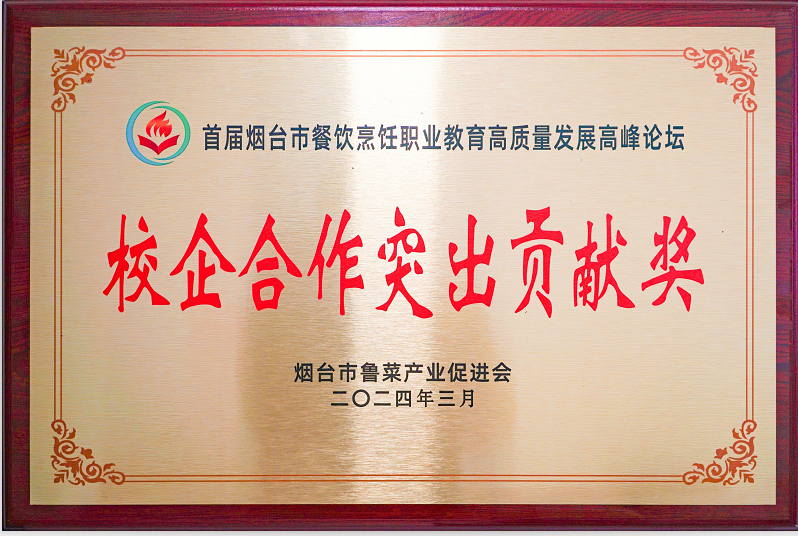 首届烟台市餐饮烹饪职业教育高质量发展高峰论坛
校企合作突出贡献奖
烟台市鲁菜产业促进会
二〇二四年三月